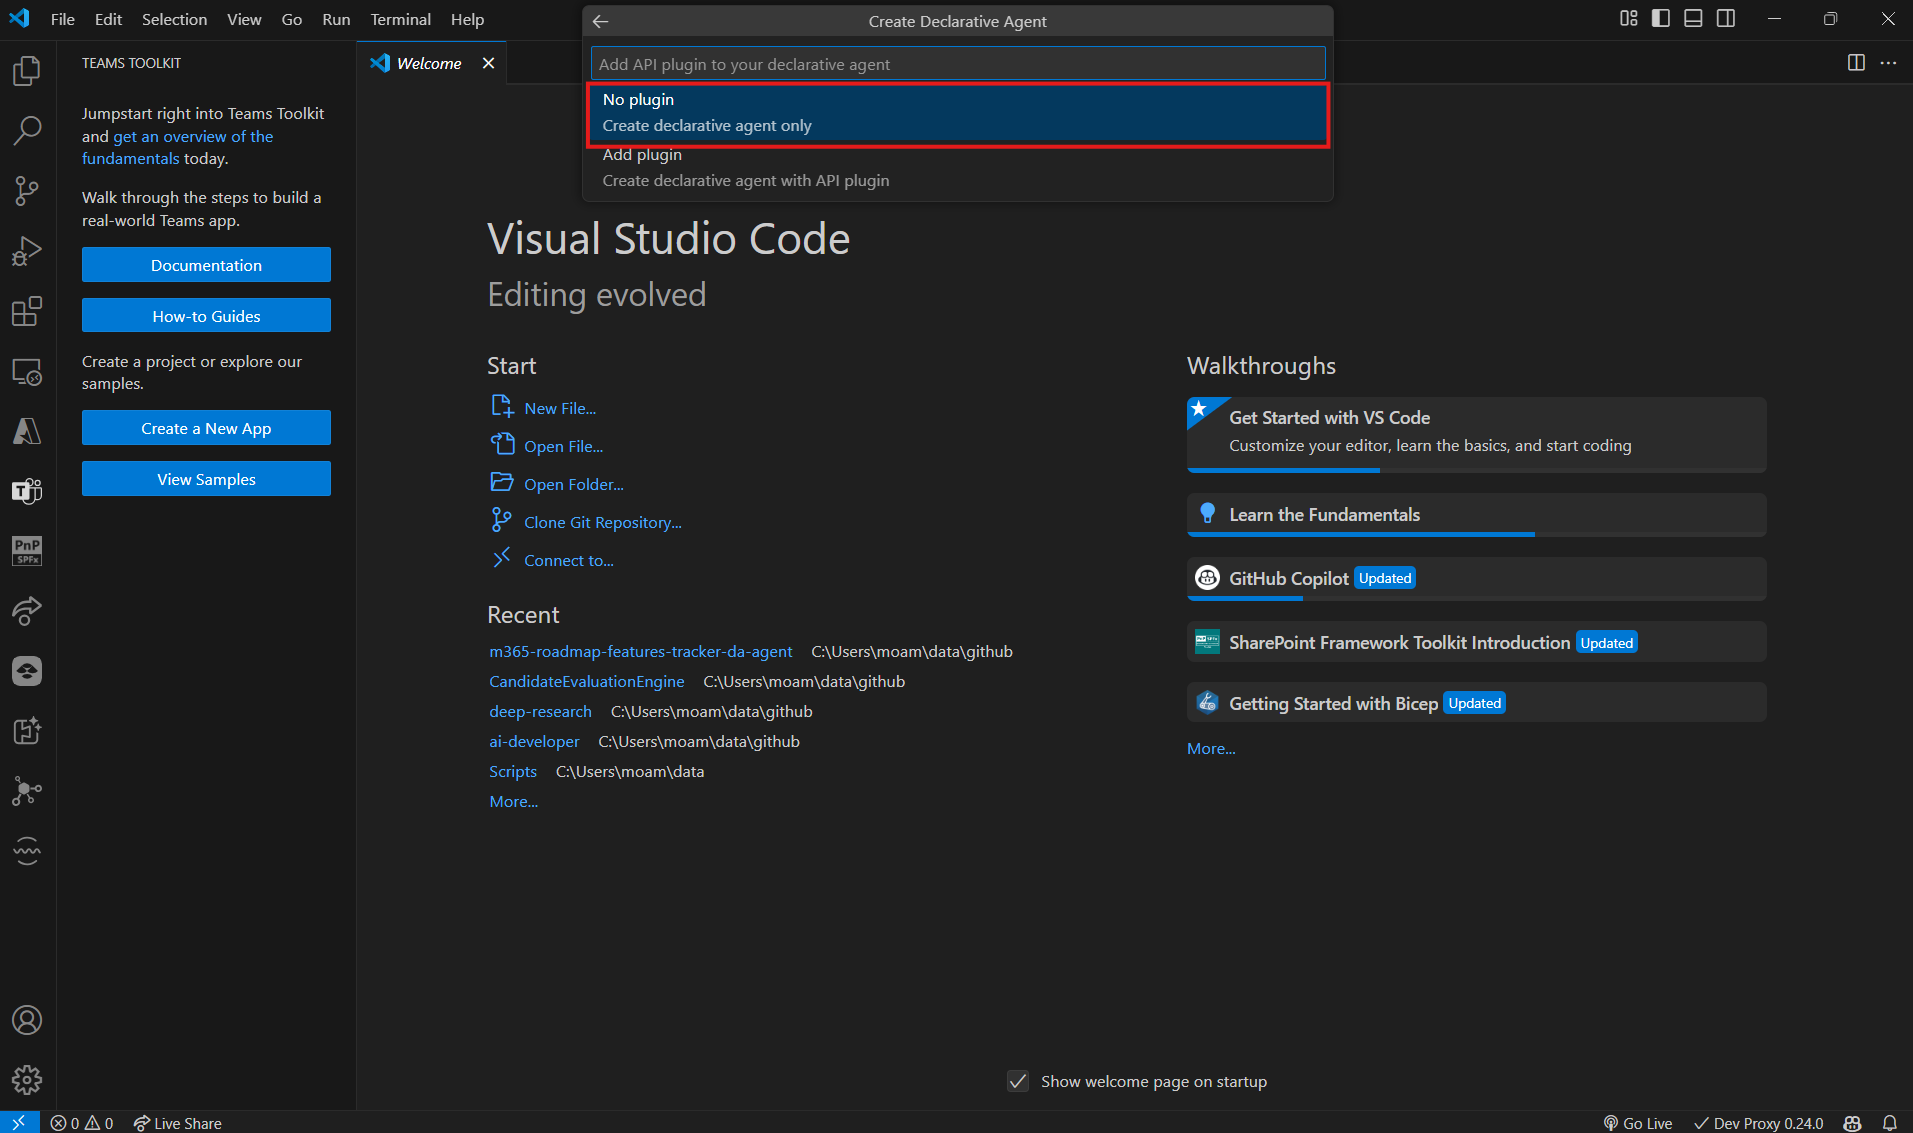 File Edit Selection View Go Run Terminal Help
Create Declarative Agent
Add API plugin to your declarative agent
No plugin
Create declarative agent only
Add plugin
Create declarative agent with API plugin
TEAMS TOOLKIT
Jumpstart right into Teams Toolkit
and get an overview of the
fundamentals today.
Walk through the steps to build a
real-world Teams app.
Documentation
How-to Guides
Create a project or explore our
samples.
Create a New App
View Samples
PnP
SPFx
Welcome
Visual Studio Code
Editing evolved
Start
New File...
Open File...
Open Folder...
Clone Git Repository...
Connect to...
Recent
m365-roadmap-features-tracker-da-agent C:\Users\moam\data\github
CandidateEvaluationEngine C:\Users\moam\data\github
deep-research C:\Users\moam\data\github
ai-developer C:\Users\moam\data\github
Scripts C:\Users\moam\data
More...
Walkthroughs
Get Started with VS Code
Customize your editor, learn the basics, and start coding
Learn the Fundamentals
GitHub Copilot Updated
SharePoint Framework Toolkit Introduction Updated
Getting Started with Bicep Updated
More...
Show welcome page on startup
0 0 Live Share
Go Live Dev Proxy 0.24.0